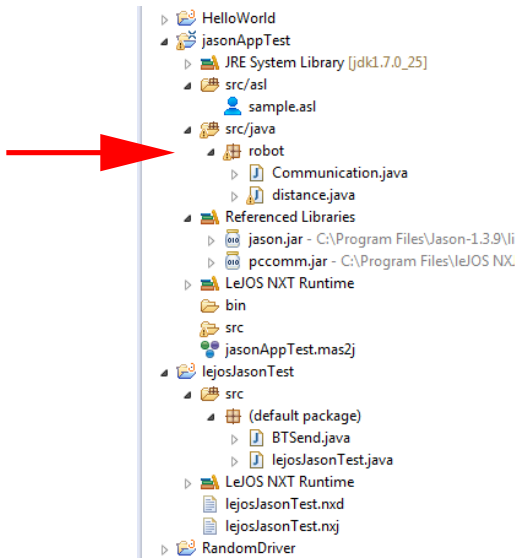 HelloWorld
jasonAppTest
JRE System Library [jdk1.7.0_25]
src/asl
sample.asl
src/java
robot
Communication.java
distance.java
Referenced Libraries
jason.jar - C:\Program Files\Jason-1.3.9\li
pccomm.jar - C:\Program Files\leJOS NXJ
LeJOS NXT Runtime
bin
src
jasonAppTest.mas2j
lejosJasonTest
src
(default package)
BTSend.java
lejosJasonTest.java
LeJOS NXT Runtime
lejosJasonTest.nxd
lejosJasonTest.nxj
RandomDriver